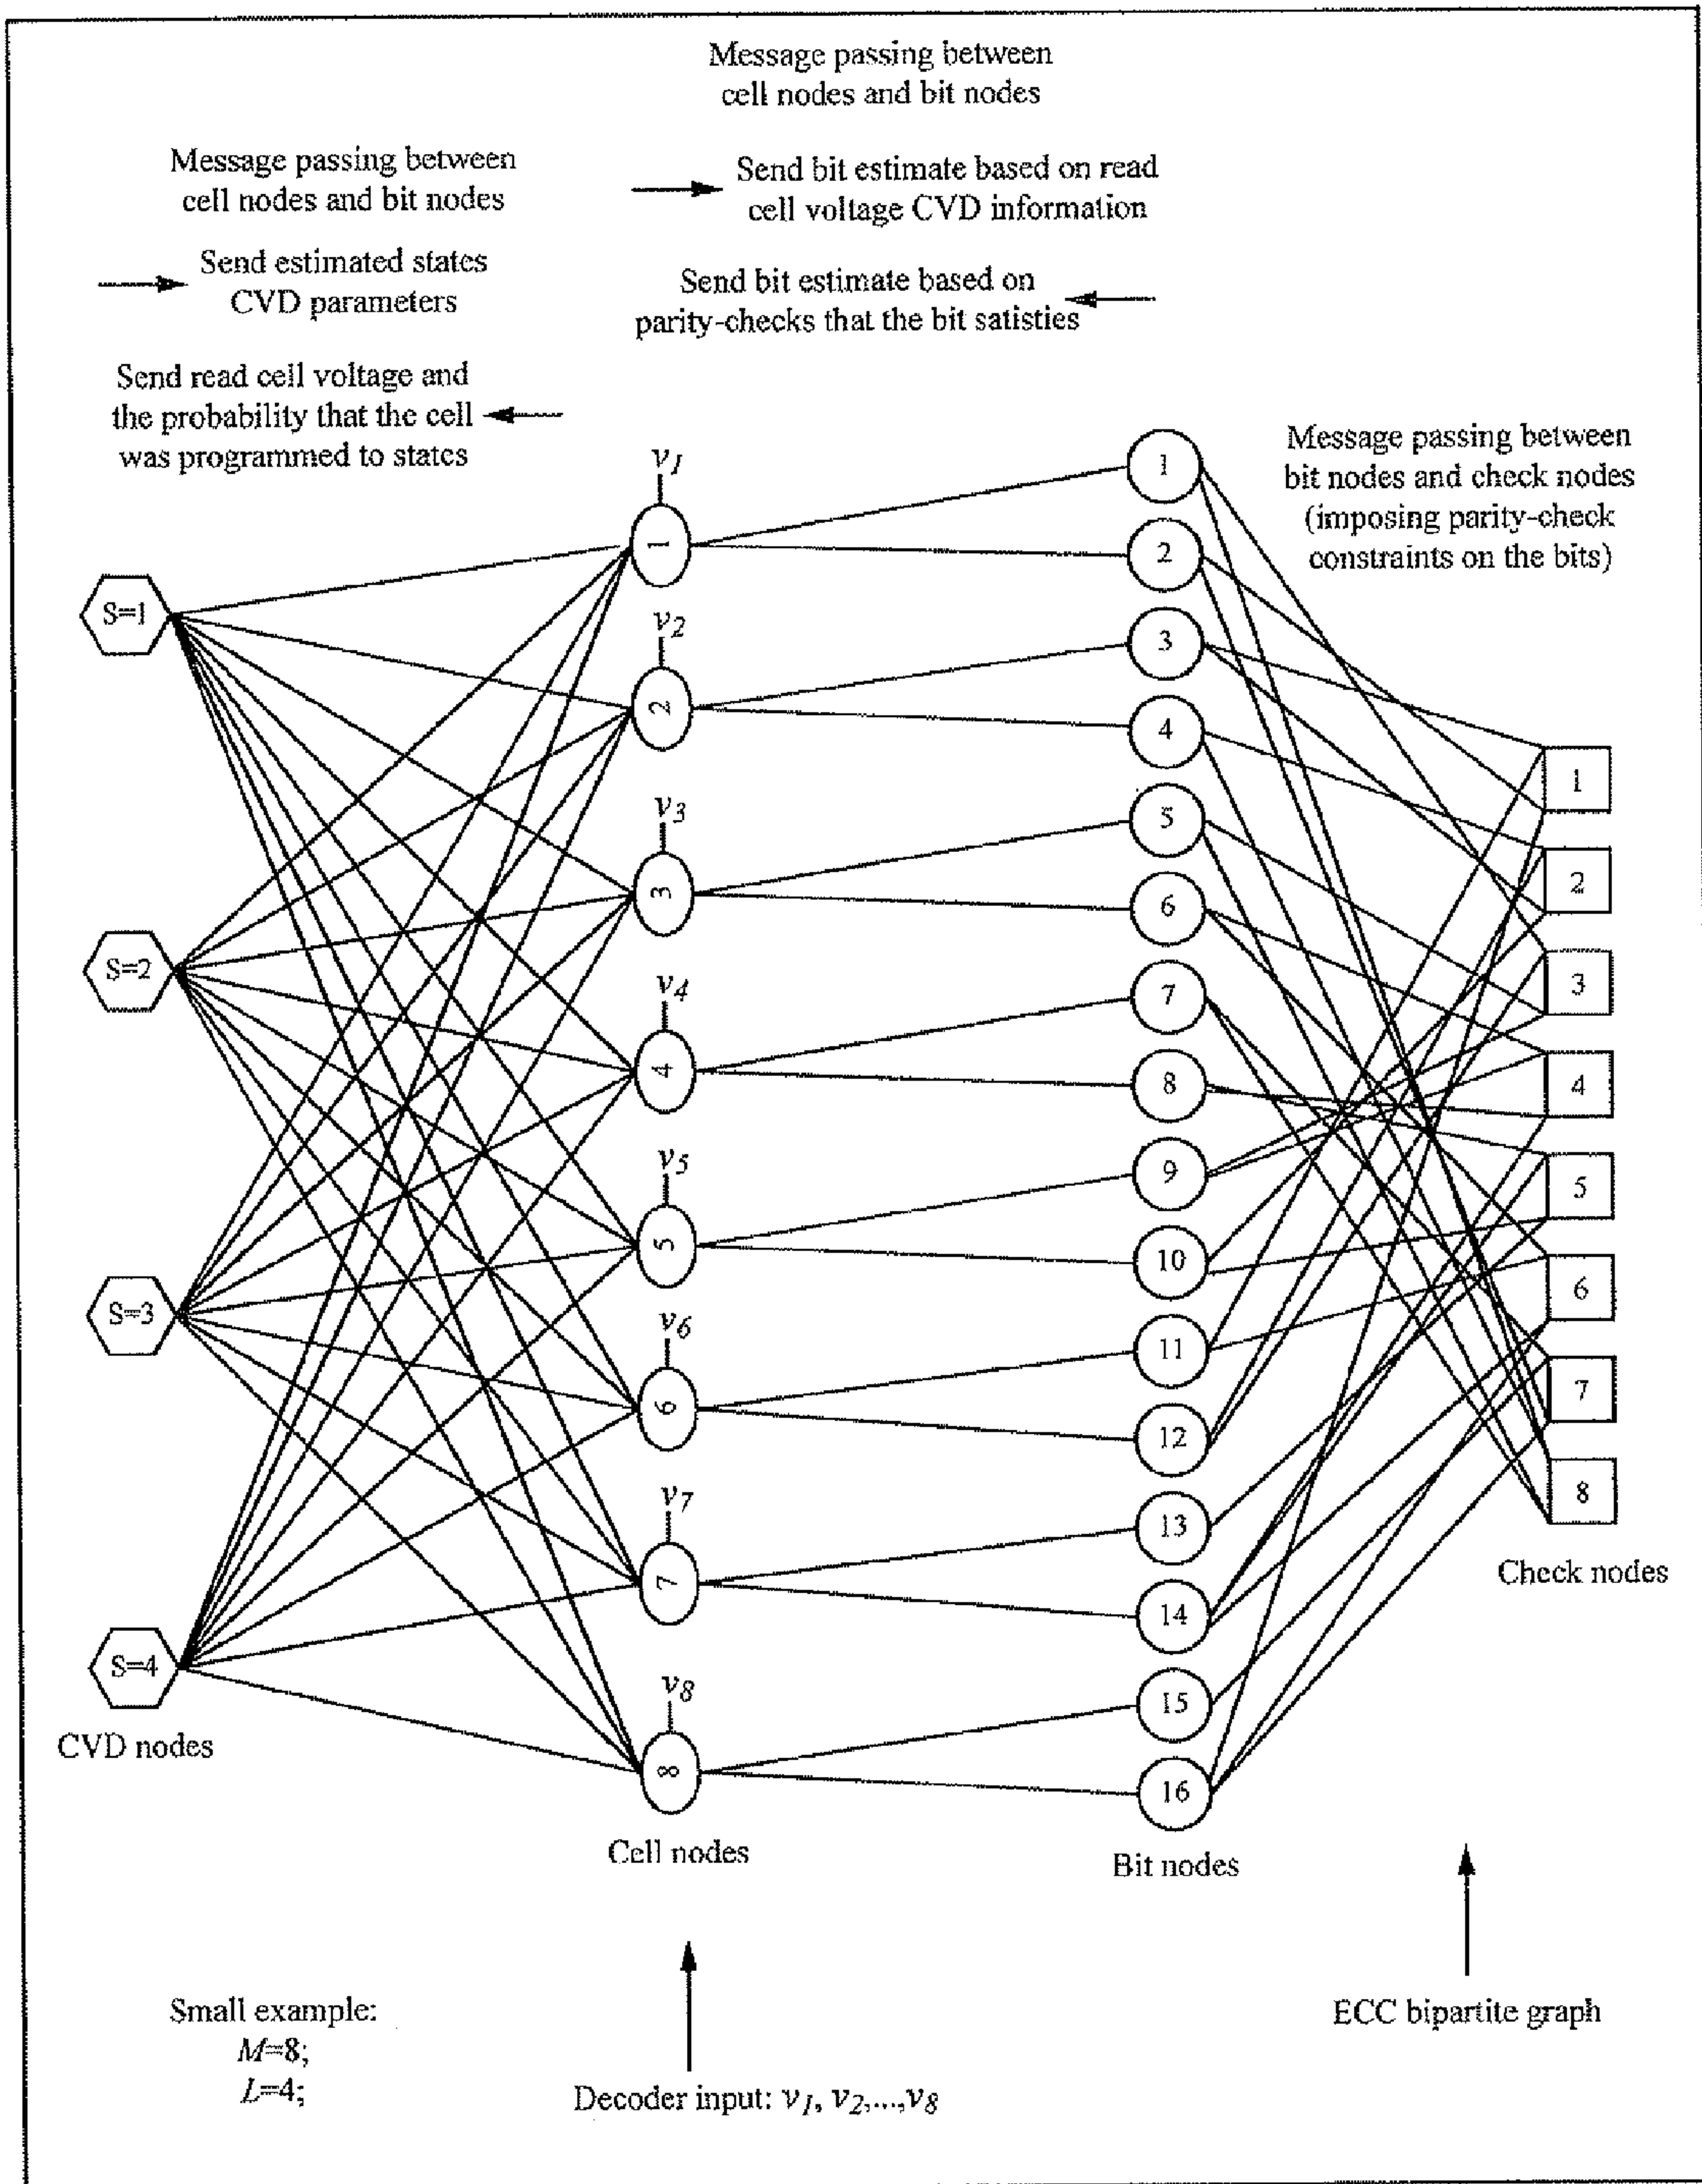 Message passing between
cell nodes and bit nodes
Message passing between
cell nodes and bit nodes
Send estimated states
CVD parameters
Send read cell voltage and
the probability that the cell
was programmed to states
Send bit estimate based on read
cell voltage CVD information
Send bit estimate based on
parity-checks that the bit satisties
Message passing between
bit nodes and check nodes
(imposing parity-check
constraints on the bits)
S=1
S=2
S=3
S=4
CVD nodes
v1
1
v2
2
v3
3
v4
4
v5
5
v6
6
v7
7
v8
8
Cell nodes
1
2
3
4
5
6
7
8
9
10
11
12
13
14
15
16
Bit nodes
1
2
3
4
5
6
7
8
Check nodes
Small example:
M=8;
L=4;
Decoder input: v1, v2,...,v8
ECC bipartite graph